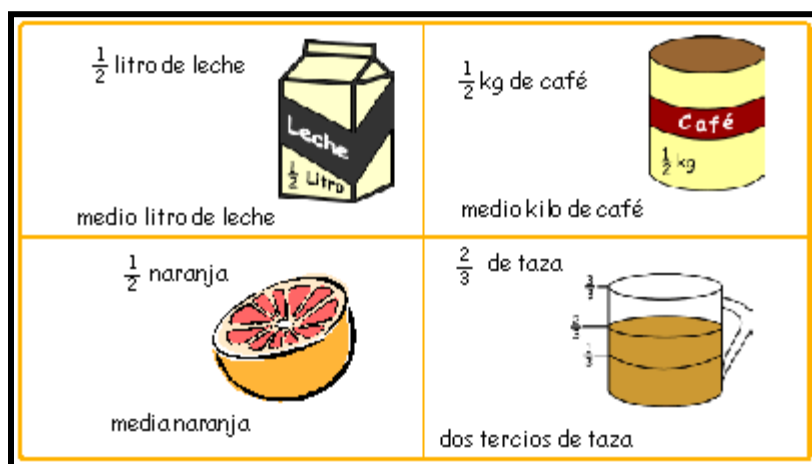 1/2 litro de leche
Leche
1/2 Litro
medio litro de leche
1/2 kg de café
Café
1/2 kg
medio kilo de café
1/2 naranja
media naranja
2/3 de taza
dos tercios de taza